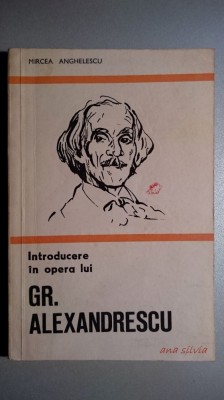 MIRCEA ANGHELESCU
Introducere
în opera lui
GR.
ALEXANDRESCU
ana silvia